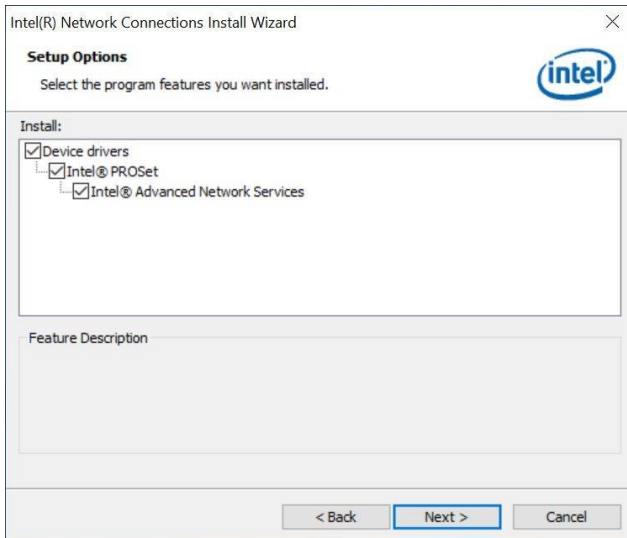 Intel(R) Network Connections Install Wizard
Setup Options
Select the program features you want installed.
intel
Install:
Device drivers
Intel® PROSet
Intel® Advanced Network Services
Feature Description
< Back
Next >
Cancel